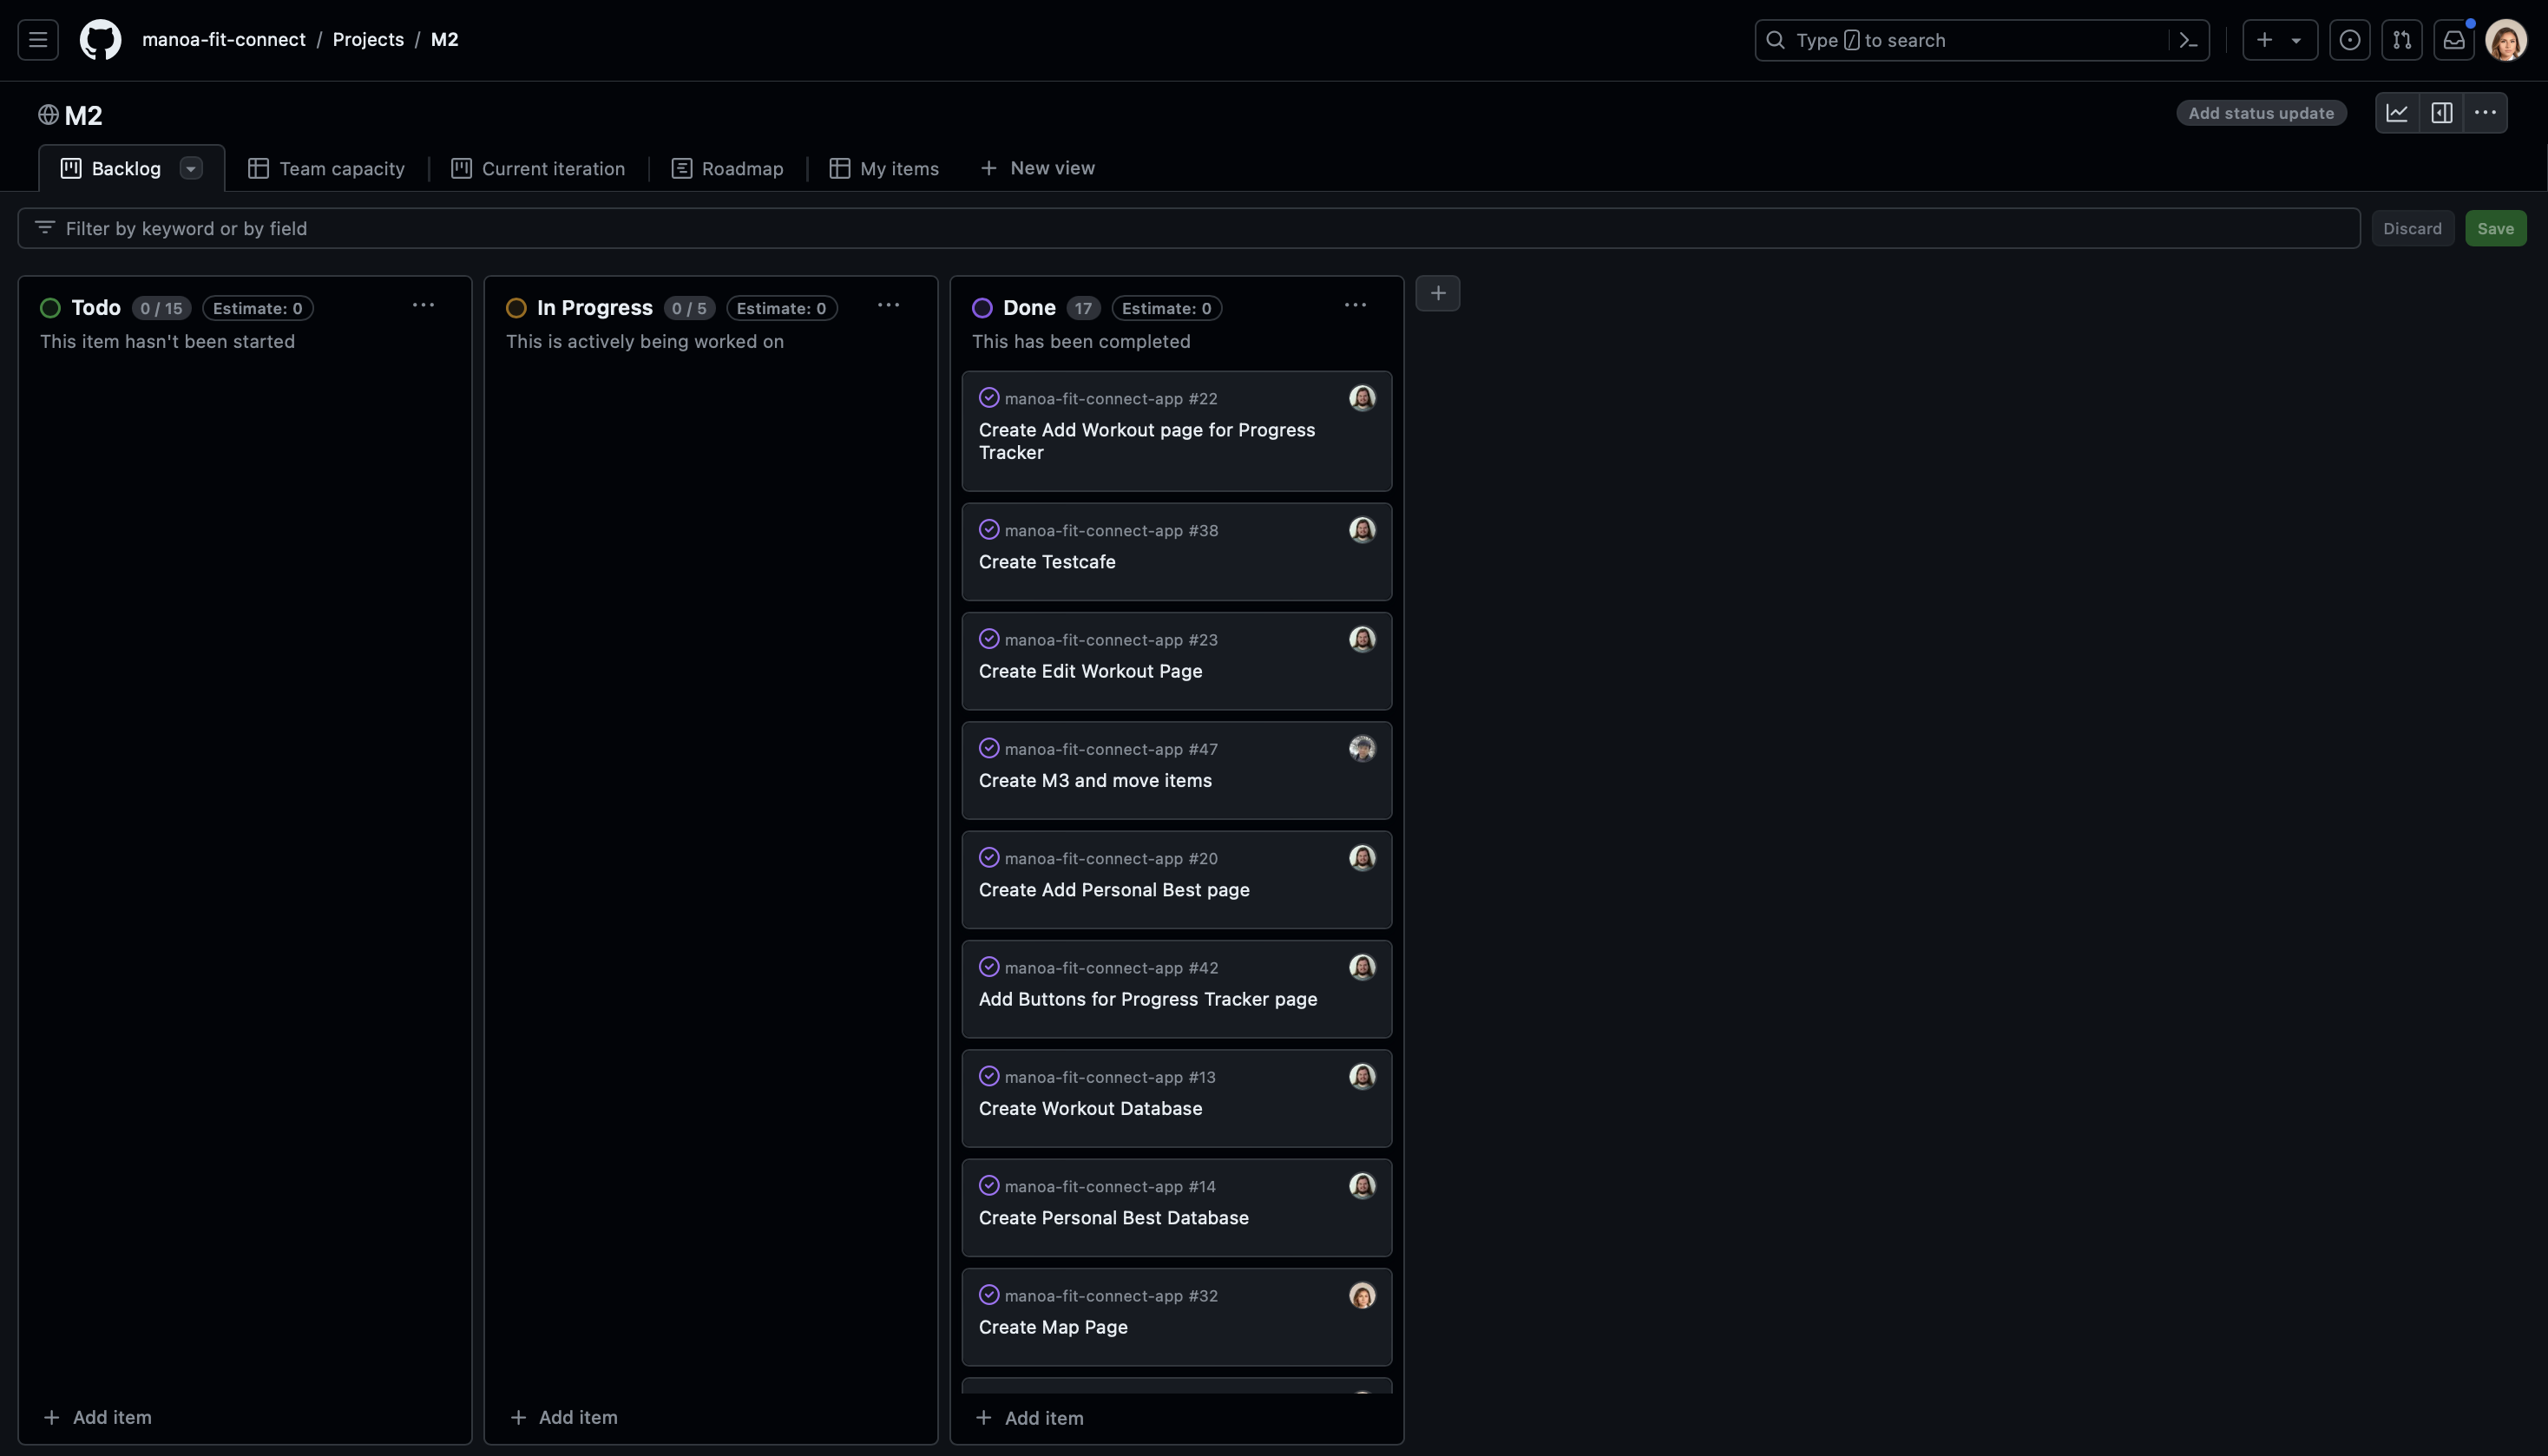 manoa-fit-connect / Projects / M2
Type / to search
M2
Add status update
Backlog
Team capacity
Current iteration
Roadmap
My items
New view
Filter by keyword or by field
Discard
Save
Todo 0 / 15 Estimate: 0
This item hasn't been started
Add item
In Progress 0 / 5 Estimate: 0
This is actively being worked on
Add item
Done 17 Estimate: 0
This has been completed
manoa-fit-connect-app #22
Create Add Workout page for Progress
Tracker
manoa-fit-connect-app #38
Create Testcafe
manoa-fit-connect-app #23
Create Edit Workout Page
manoa-fit-connect-app #47
Create M3 and move items
manoa-fit-connect-app #20
Create Add Personal Best page
manoa-fit-connect-app #42
Add Buttons for Progress Tracker page
manoa-fit-connect-app #13
Create Workout Database
manoa-fit-connect-app #14
Create Personal Best Database
manoa-fit-connect-app #32
Create Map Page
Add item